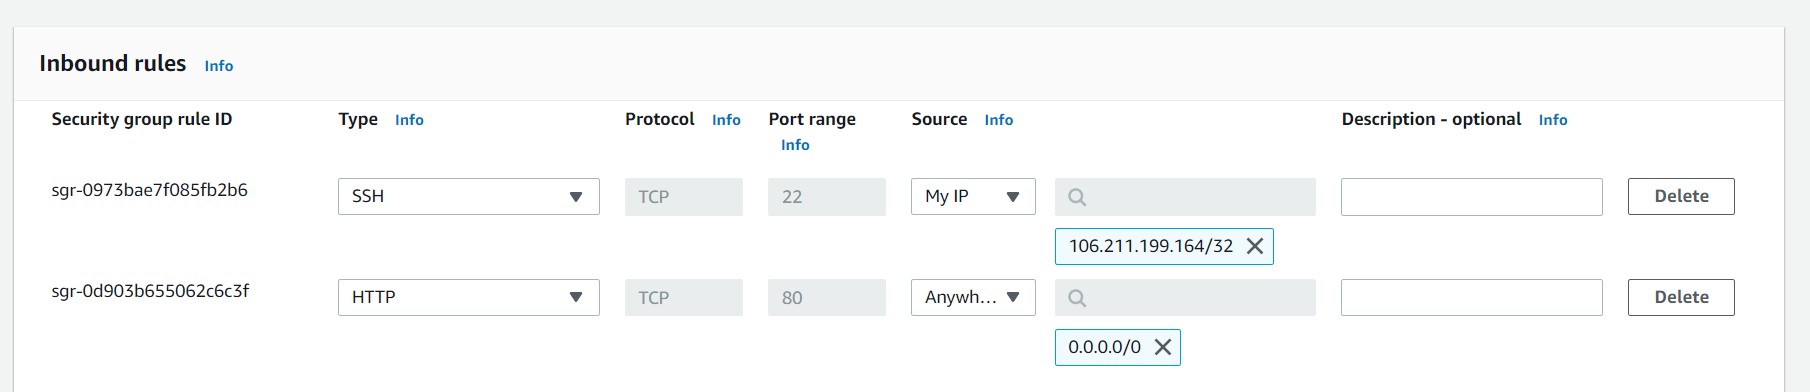 Inbound rules Info
Security group rule ID Type Info Protocol Info Port range Info Source Info Description - optional Info
sgr-0973bae7f085fb2b6 SSH TCP 22 My IP Delete
106.211.199.164/32
sgr-0d903b655062c6c3f HTTP TCP 80 Anywh... Delete
0.0.0.0/0